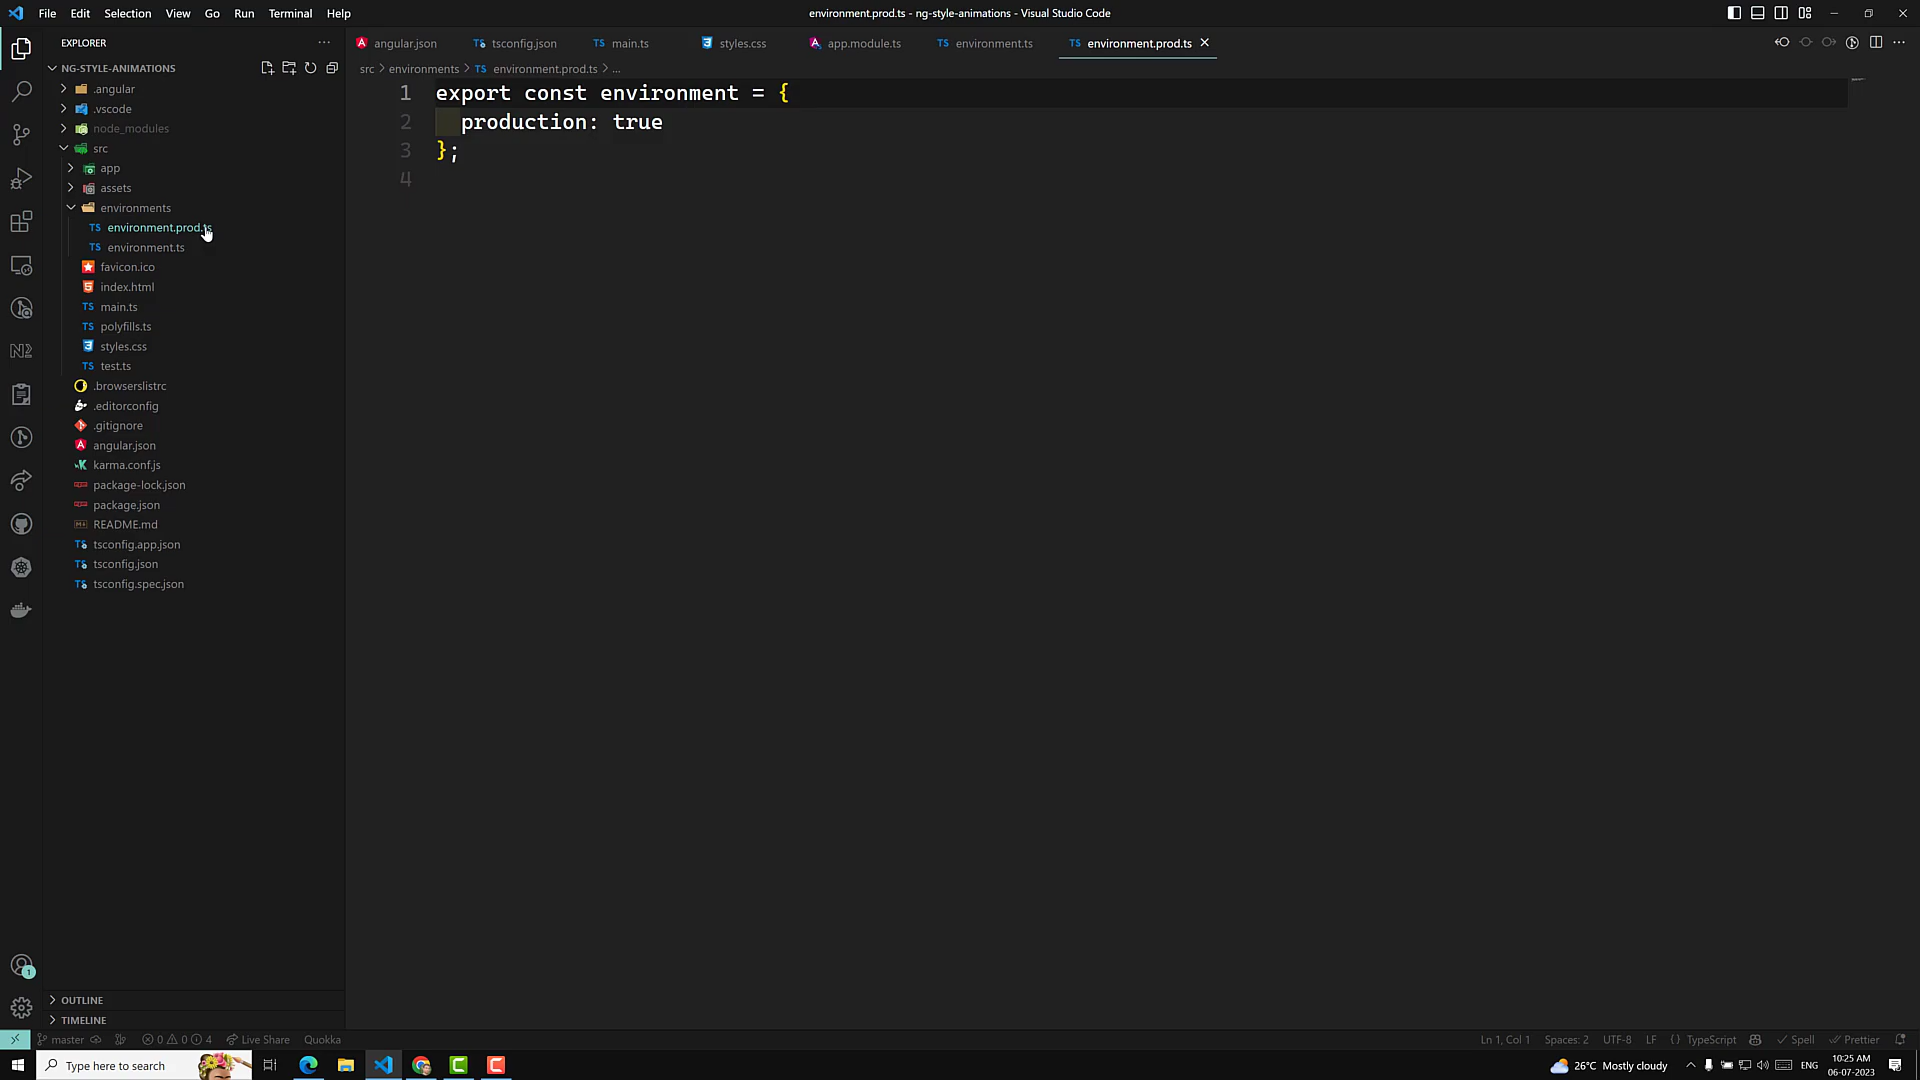 File Edit Selection View Go Run Terminal Help
environment.prod.ts - ng-style-animations - Visual Studio Code
EXPLORER
angular.json
tsconfig.json
main.ts
styles.css
app.module.ts
environment.ts
environment.prod.ts
NG-STYLE-ANIMATIONS
src > environments > TS environment.prod.ts > ...
.angular
.vscode
node_modules
src
app
assets
environments
TS environment.prod.ts
TS environment.ts
favicon.ico
index.html
TS main.ts
TS polyfills.ts
styles.css
TS test.ts
.browserslistrc
.editorconfig
.gitignore
angular.json
karma.conf.js
package-lock.json
package.json
README.md
tsconfig.app.json
tsconfig.json
tsconfig.spec.json
1 export const environment = {
2 production: true
3 };
4
OUTLINE
TIMELINE
master
0 0 4
Live Share
Quokka
Ln 1, Col 1
Spaces: 2
UTF-8
LF
{ } TypeScript
Spell
Prettier
Type here to search
26°C Mostly cloudy
ENG
10:25 AM
06-07-2023